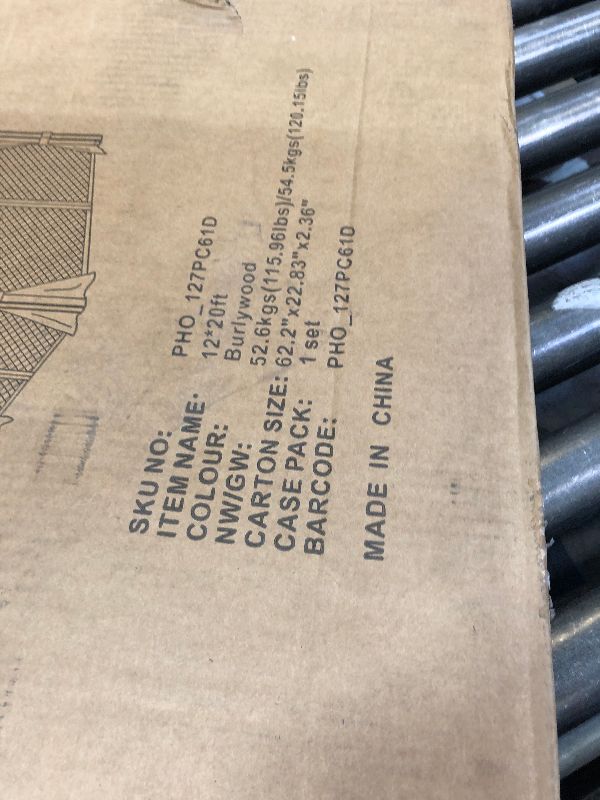 SKU NO: PHO_127PC61D
ITEM NAME: 12*20ft
COLOUR: Burlywood
NW/GW: 52.6kgs(115.96lbs)/54.5kgs(120.15lbs)
CARTON SIZE: 62.2"x22.83"x2.36"
CASE PACK: 1 set
BARCODE: PHO_127PC61D
MADE IN CHINA